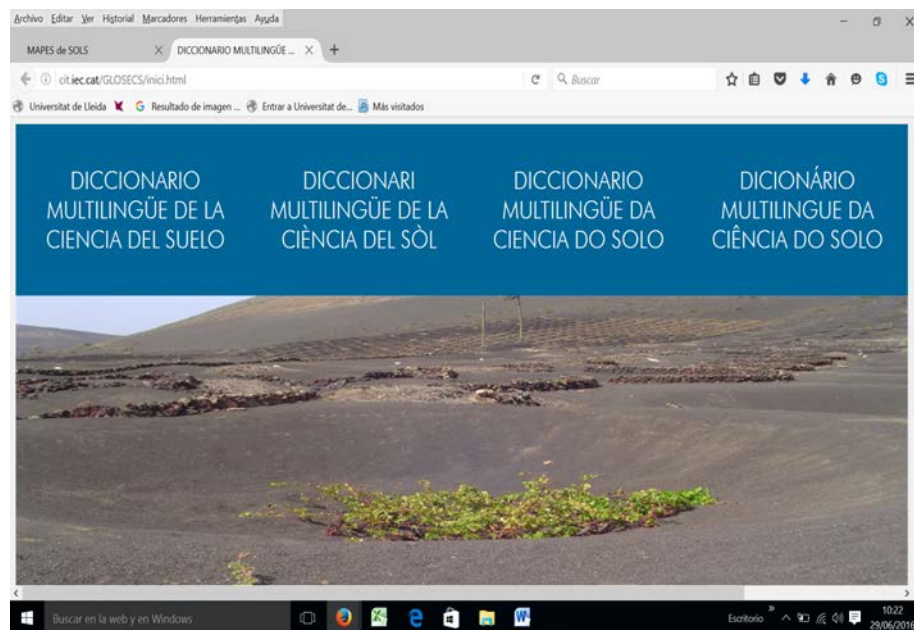 Archivo Editar Ver Historial Marcadores Herramientas Ayuda
MAPES de SOLS
DICCIONARIO MULTILINGÜE ...
cit.iec.cat/GLOSECS/inici.html
Buscar
Universitat de Lleida
Resultado de imagen ...
Entrar a Universitat de...
Más visitados
DICCIONARIO
MULTILINGÜE DE LA
CIENCIA DEL SUELO
DICCIONARI
MULTILINGÜE DE LA
CIÈNCIA DEL SÒL
DICCIONARIO
MULTILINGÜE DA
CIENCIA DO SOLO
DICIONÁRIO
MULTILINGUE DA
CIÊNCIA DO SOLO
Buscar en la web y en Windows
Escritorio
10:22
29/06/2016